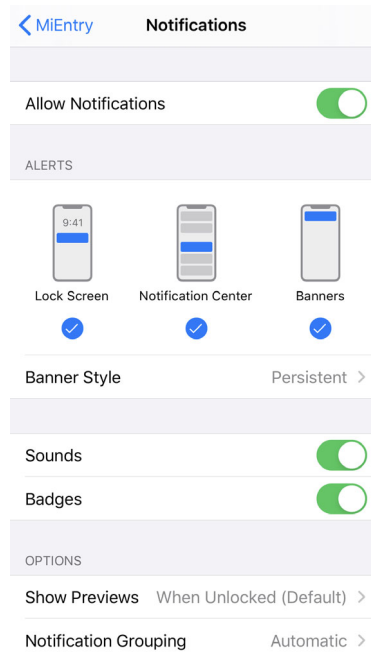 MiEntry Notifications
Allow Notifications
ALERTS
9:41
Lock Screen Notification Center Banners
Banner Style Persistent
Sounds
Badges
OPTIONS
Show Previews When Unlocked (Default)
Notification Grouping Automatic